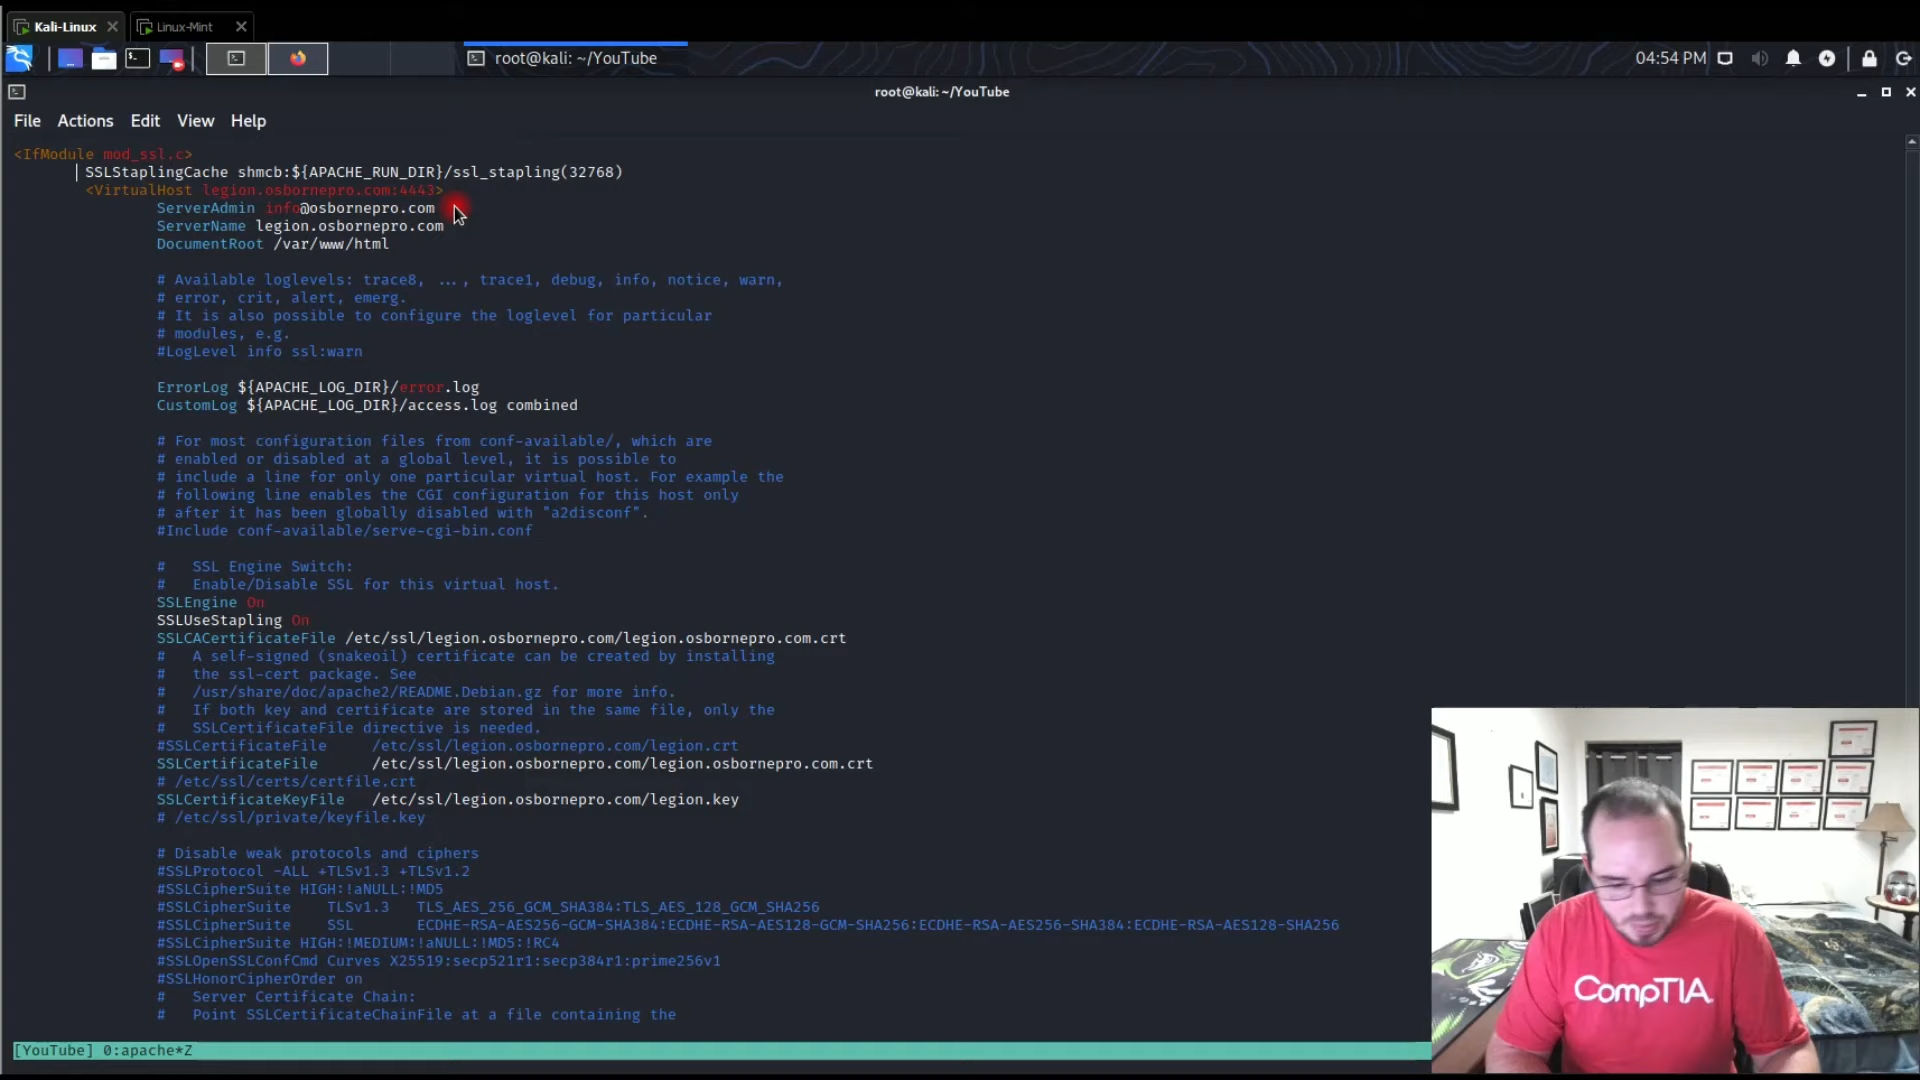 Kali-Linux
Linux-Mint
root@kali: ~/YouTube
04:54 PM
root@kali: ~/YouTube
File Actions Edit View Help
<IfModule mod_ssl.c>
SSLStaplingCache shmcb:${APACHE_RUN_DIR}/ssl_stapling(32768)
<VirtualHost legion.osbornepro.com:4443>
ServerAdmin info@osbornepro.com
ServerName legion.osbornepro.com
DocumentRoot /var/www/html
# Available loglevels: trace8, ..., trace1, debug, info, notice, warn,
# error, crit, alert, emerg.
# It is also possible to configure the loglevel for particular
# modules, e.g.
#LogLevel info ssl:warn
ErrorLog ${APACHE_LOG_DIR}/error.log
CustomLog ${APACHE_LOG_DIR}/access.log combined
# For most configuration files from conf-available/, which are
# enabled or disabled at a global level, it is possible to
# include a line for only one particular virtual host. For example the
# following line enables the CGI configuration for this host only
# after it has been globally disabled with "a2disconf".
#Include conf-available/serve-cgi-bin.conf
# SSL Engine Switch:
# Enable/Disable SSL for this virtual host.
SSLEngine On
SSLUseStapling On
SSLCACertificateFile /etc/ssl/legion.osbornepro.com/legion.osbornepro.com.crt
# A self-signed (snakeoil) certificate can be created by installing
# the ssl-cert package. See
# /usr/share/doc/apache2/README.Debian.gz for more info.
# If both key and certificate are stored in the same file, only the
# SSLCertificateFile directive is needed.
#SSLCertificateFile /etc/ssl/legion.osbornepro.com/legion.crt
SSLCertificateFile /etc/ssl/legion.osbornepro.com/legion.osbornepro.com.crt
# /etc/ssl/certs/certfile.crt
SSLCertificateKeyFile /etc/ssl/legion.osbornepro.com/legion.key
# /etc/ssl/private/keyfile.key
# Disable weak protocols and ciphers
#SSLProtocol -ALL +TLSv1.3 +TLSv1.2
#SSLCipherSuite HIGH:!aNULL:!MD5
#SSLCipherSuite TLSv1.3 TLS_AES_256_GCM_SHA384:TLS_AES_128_GCM_SHA256
#SSLCipherSuite SSL ECDHE-RSA-AES256-GCM-SHA384:ECDHE-RSA-AES128-GCM-SHA256:ECDHE-RSA-AES256-SHA384:ECDHE-RSA-AES128-SHA256
#SSLCipherSuite HIGH:!MEDIUM:!aNULL:!MD5:!RC4
#SSLOpenSSLConfCmd Curves X25519:secp521r1:secp384r1:prime256v1
#SSLHonorCipherOrder on
# Server Certificate Chain:
# Point SSLCertificateChainFile at a file containing the
CompTIA
[YouTube] 0:apache*Z